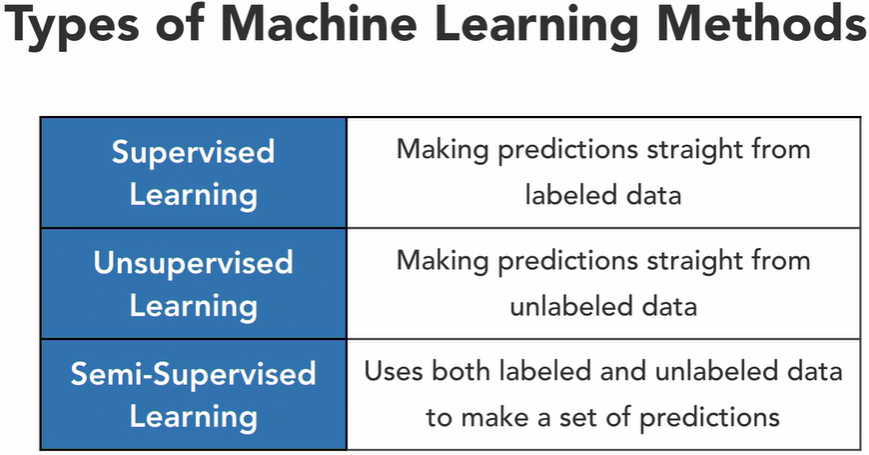 Types of Machine Learning Methods
Supervised
Learning
Making predictions straight from
labeled data
Unsupervised
Learning
Making predictions straight from
unlabeled data
Semi-Supervised
Learning
Uses both labeled and unlabeled data
to make a set of predictions